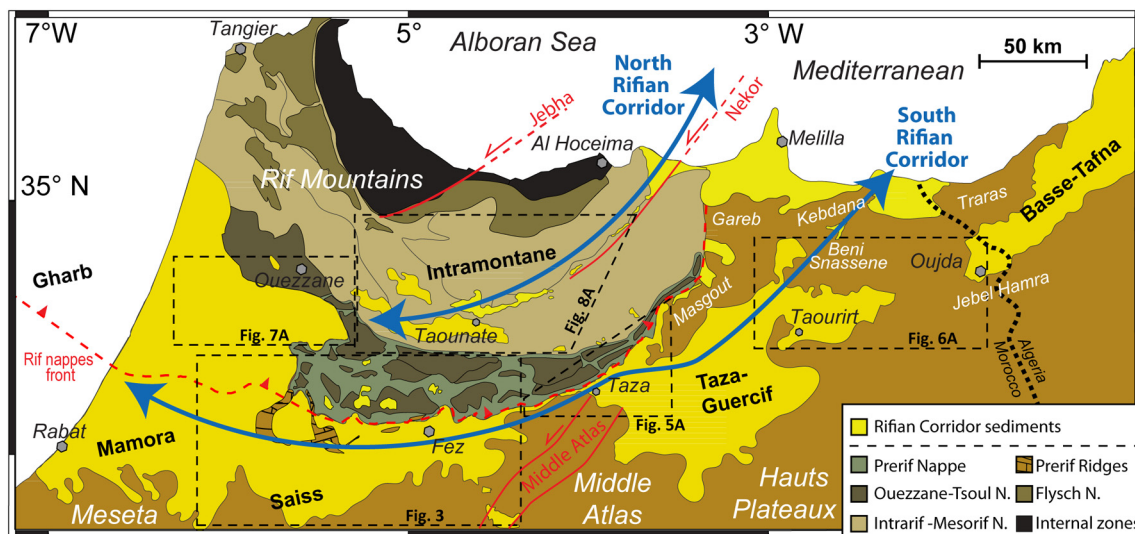 7°W
5°
3°W
50 km
Tangier
Alboran Sea
Mediterranean
North
Rifian
Corridor
South
Rifian
Corridor
Jebha
Nekor
Al Hoceima
Melilla
35° N
Rif Mountains
Basse-Tafna
Traras
Kebdana
Gareb
Beni
Snassene
Oujda
Jebel Hamra
Gharb
Ouezzane
Intramontane
Fig. 8A
Masgout
Taourirt
Taounate
Fig. 7A
Fig. 6A
Rif nappes
front
Algeria
Morocco
Taza
Taza-
Guercif
Fig. 5A
Rabat
Mamora
Fez
Middle Atlas
Saiss
Meseta
Fig. 3
Middle
Atlas
Hauts
Plateaux
Rifian Corridor sediments
Prerif Nappe
Prerif Ridges
Ouezzane-Tsoul N.
Flysch N.
Intrarif -Mesorif N.
Internal zones